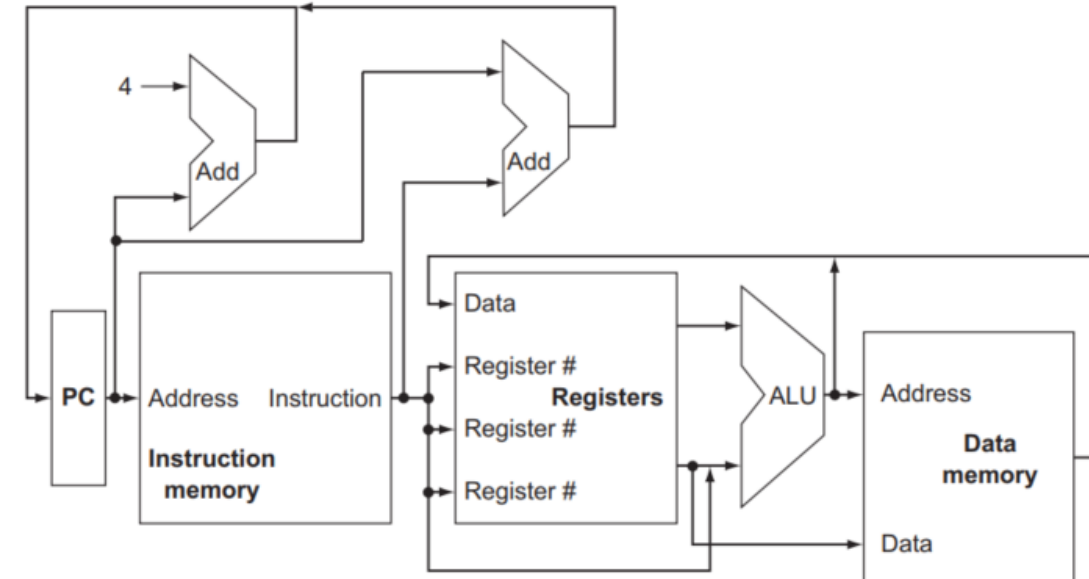 4
Add
Add
Data
Register #
PC
Address
Instruction
Registers
ALU
Address
Register #
Instruction
memory
Data
memory
Register #
Data